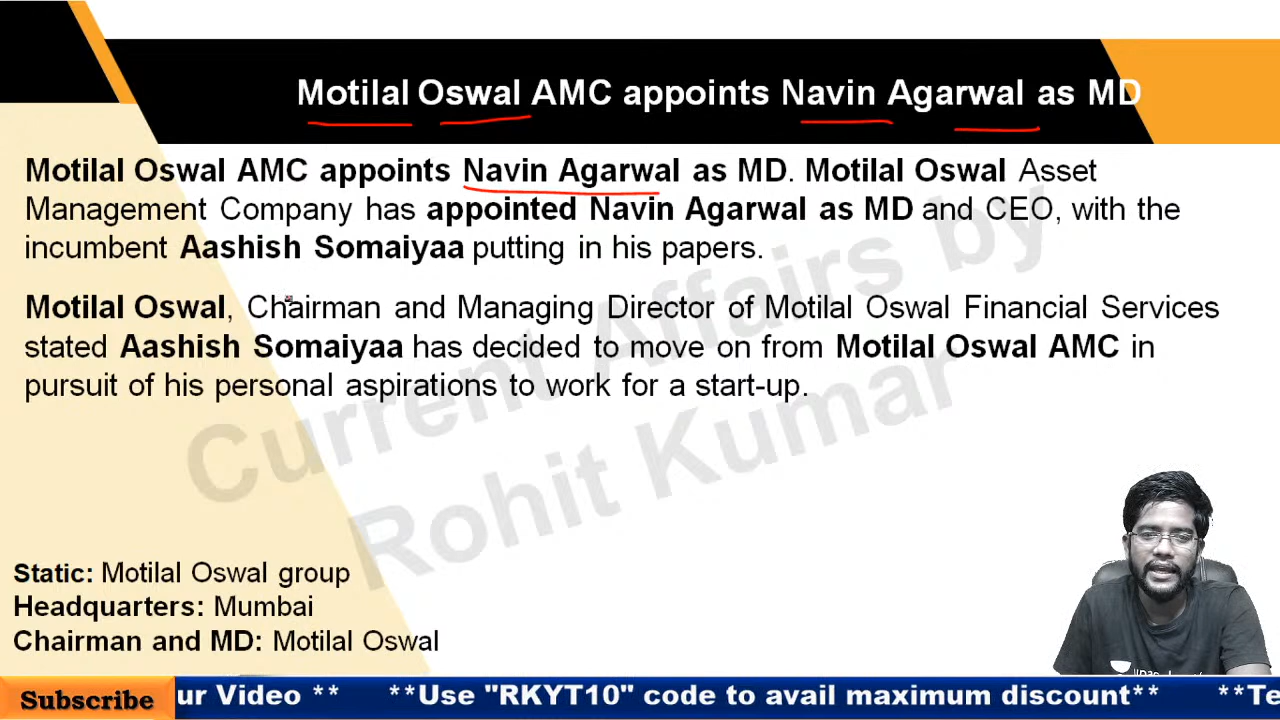 Motilal Oswal AMC appoints Navin Agarwal as MD
Motilal Oswal AMC appoints Navin Agarwal as MD. Motilal Oswal Asset
Management Company has appointed Navin Agarwal as MD and CEO, with the
incumbent Aashish Somaiyaa putting in his papers.
Motilal Oswal, Chairman and Managing Director of Motilal Oswal Financial Services
stated Aashish Somaiyaa has decided to move on from Motilal Oswal AMC in
pursuit of his personal aspirations to work for a start-up.
Current Affairs by
Rohit Kumar
Static: Motilal Oswal group
Headquarters: Mumbai
Chairman and MD: Motilal Oswal
Subscribe ur Video ** **Use "RKYT10" code to avail maximum discount** **Te